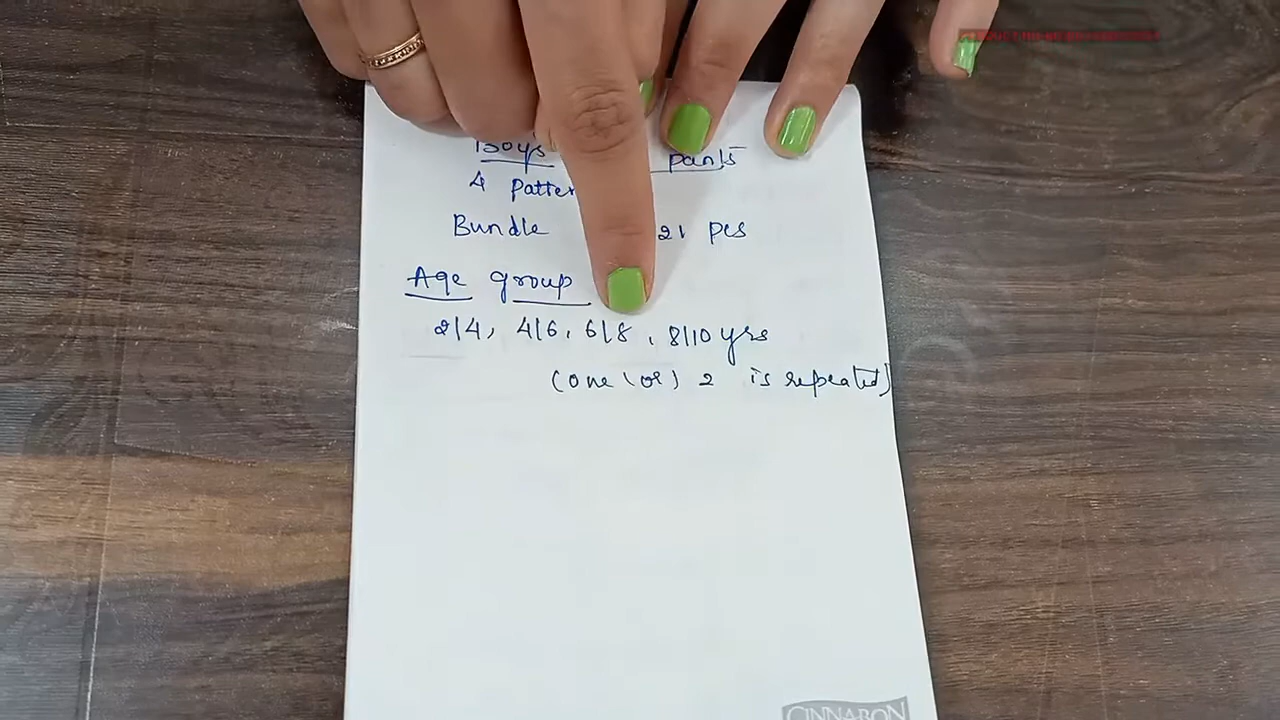 Boys pants
4 Patter
Bundle 21 pcs
Age group
2/4, 4/6, 6/8, 8/10 yrs
(one (or) 2 is repeated)
CINNABON